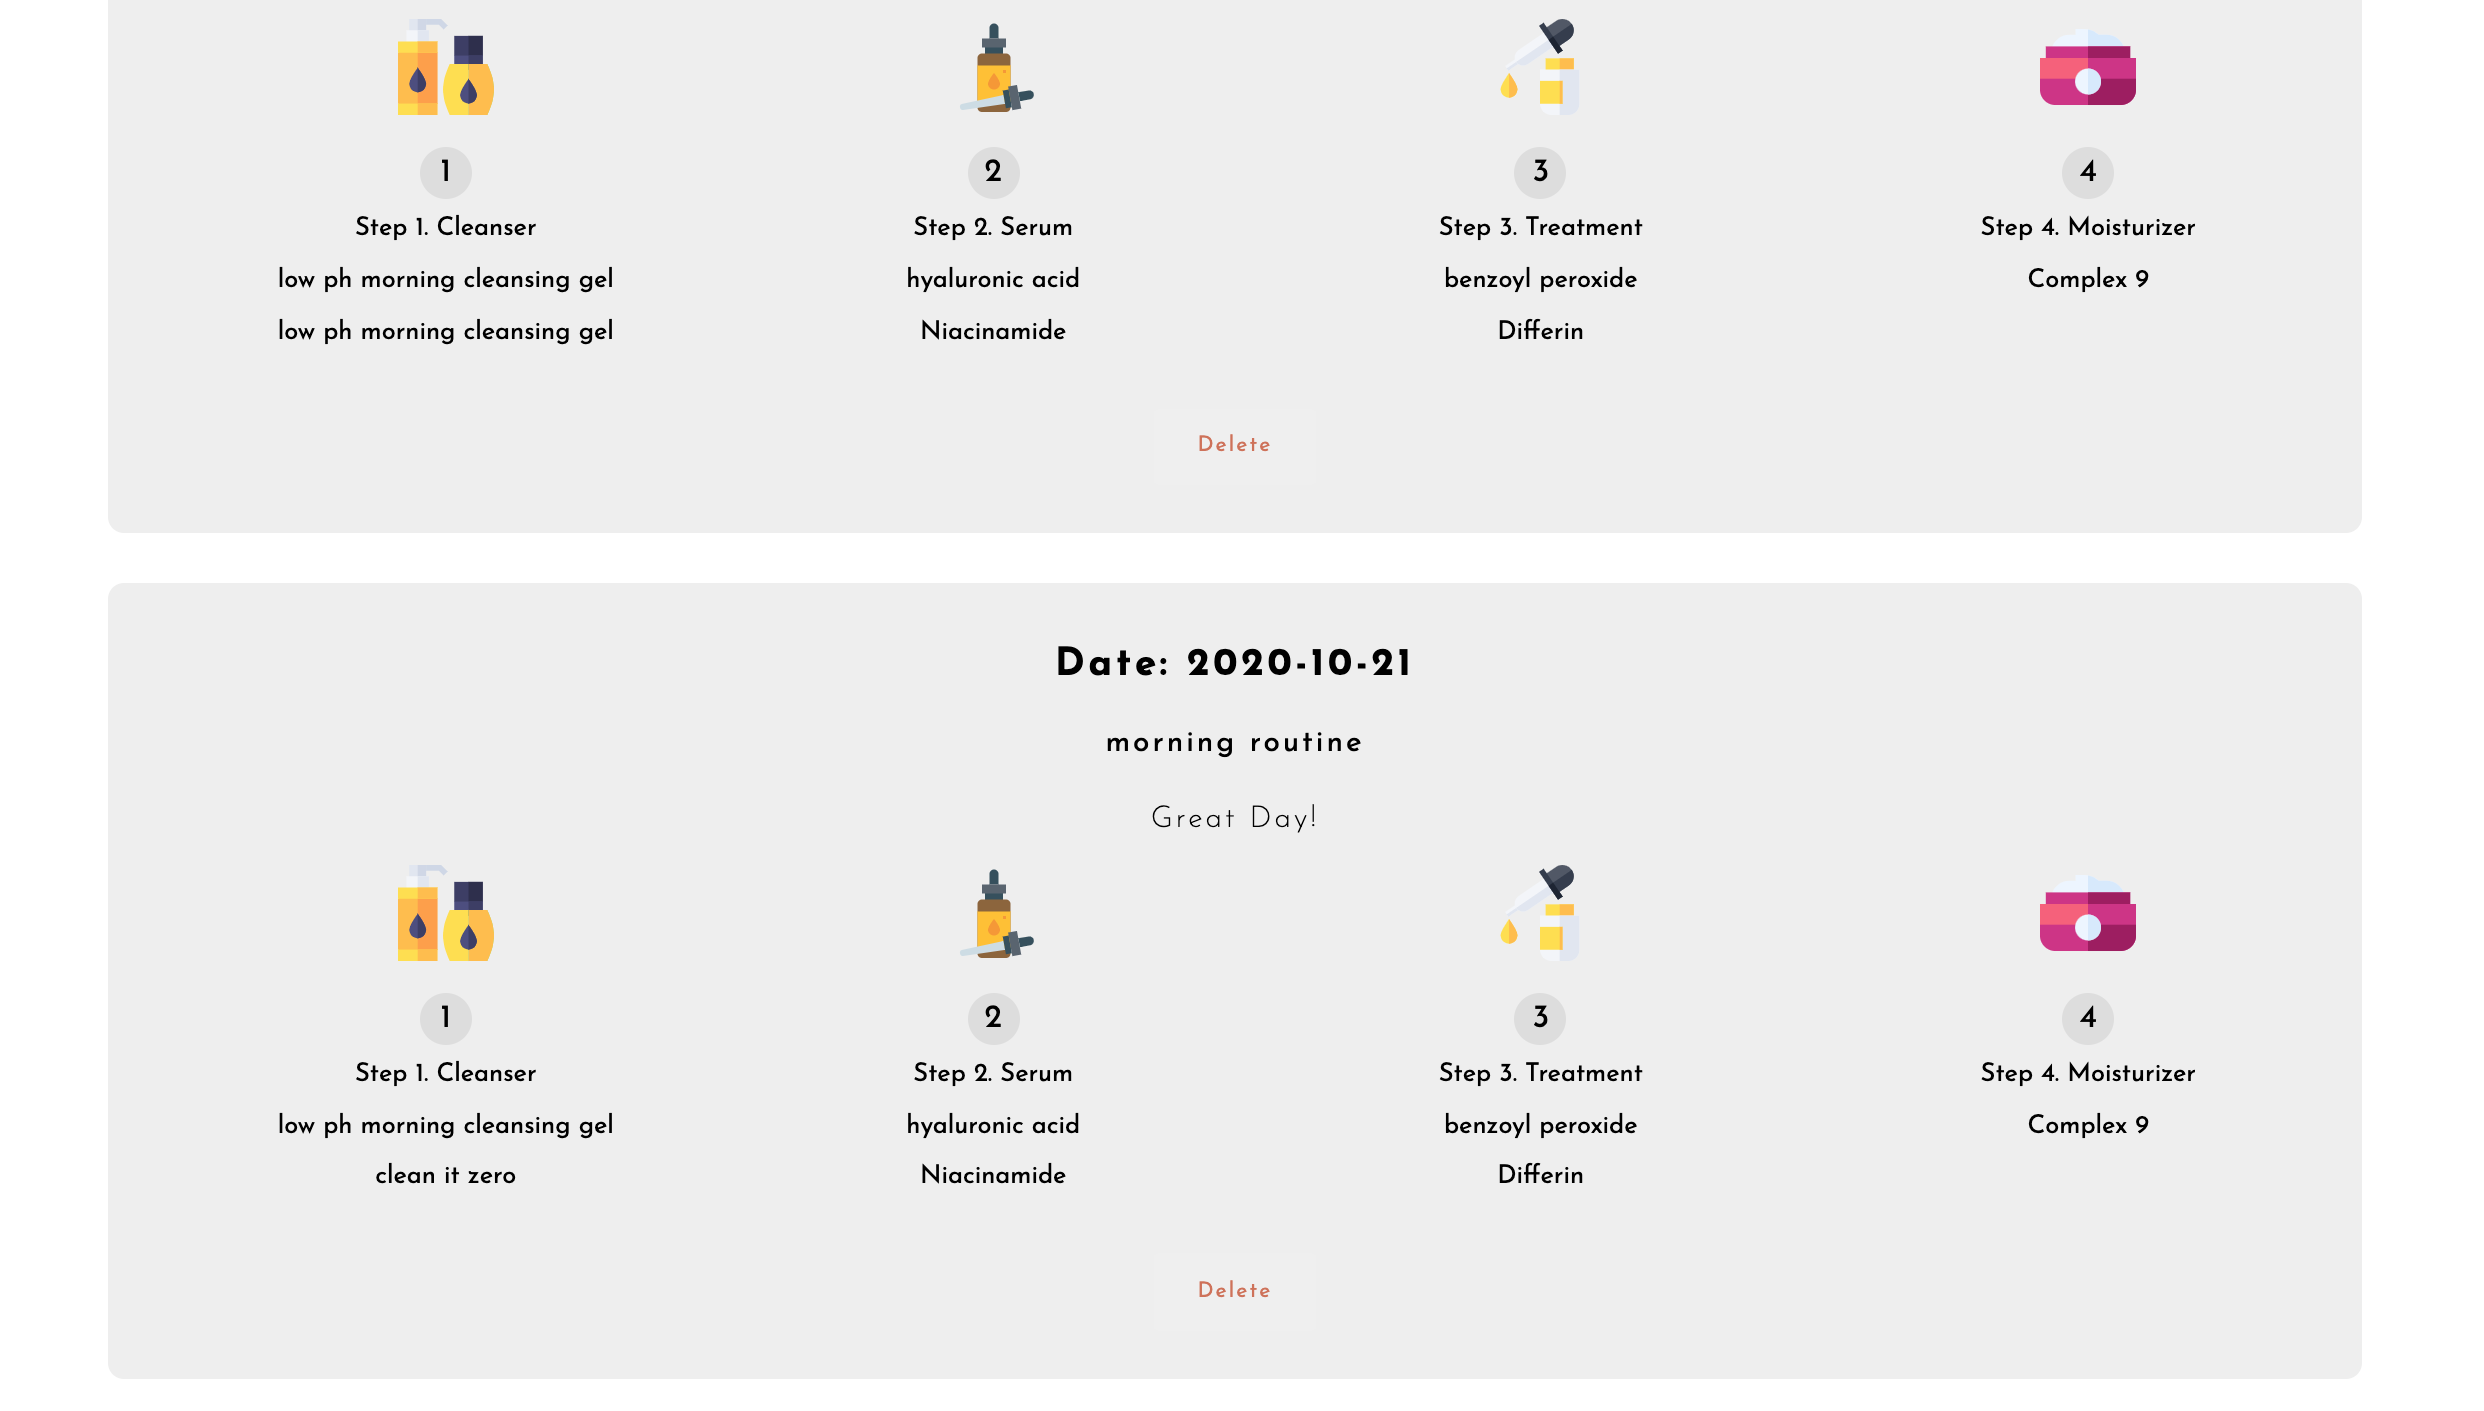 1
2
3
4
Step 1. Cleanser
Step 2. Serum
Step 3. Treatment
Step 4. Moisturizer
low ph morning cleansing gel
hyaluronic acid
benzoyl peroxide
Complex 9
low ph morning cleansing gel
Niacinamide
Differin
Delete
Date: 2020-10-21
morning routine
Great Day!
1
2
3
4
Step 1. Cleanser
Step 2. Serum
Step 3. Treatment
Step 4. Moisturizer
low ph morning cleansing gel
hyaluronic acid
benzoyl peroxide
Complex 9
clean it zero
Niacinamide
Differin
Delete